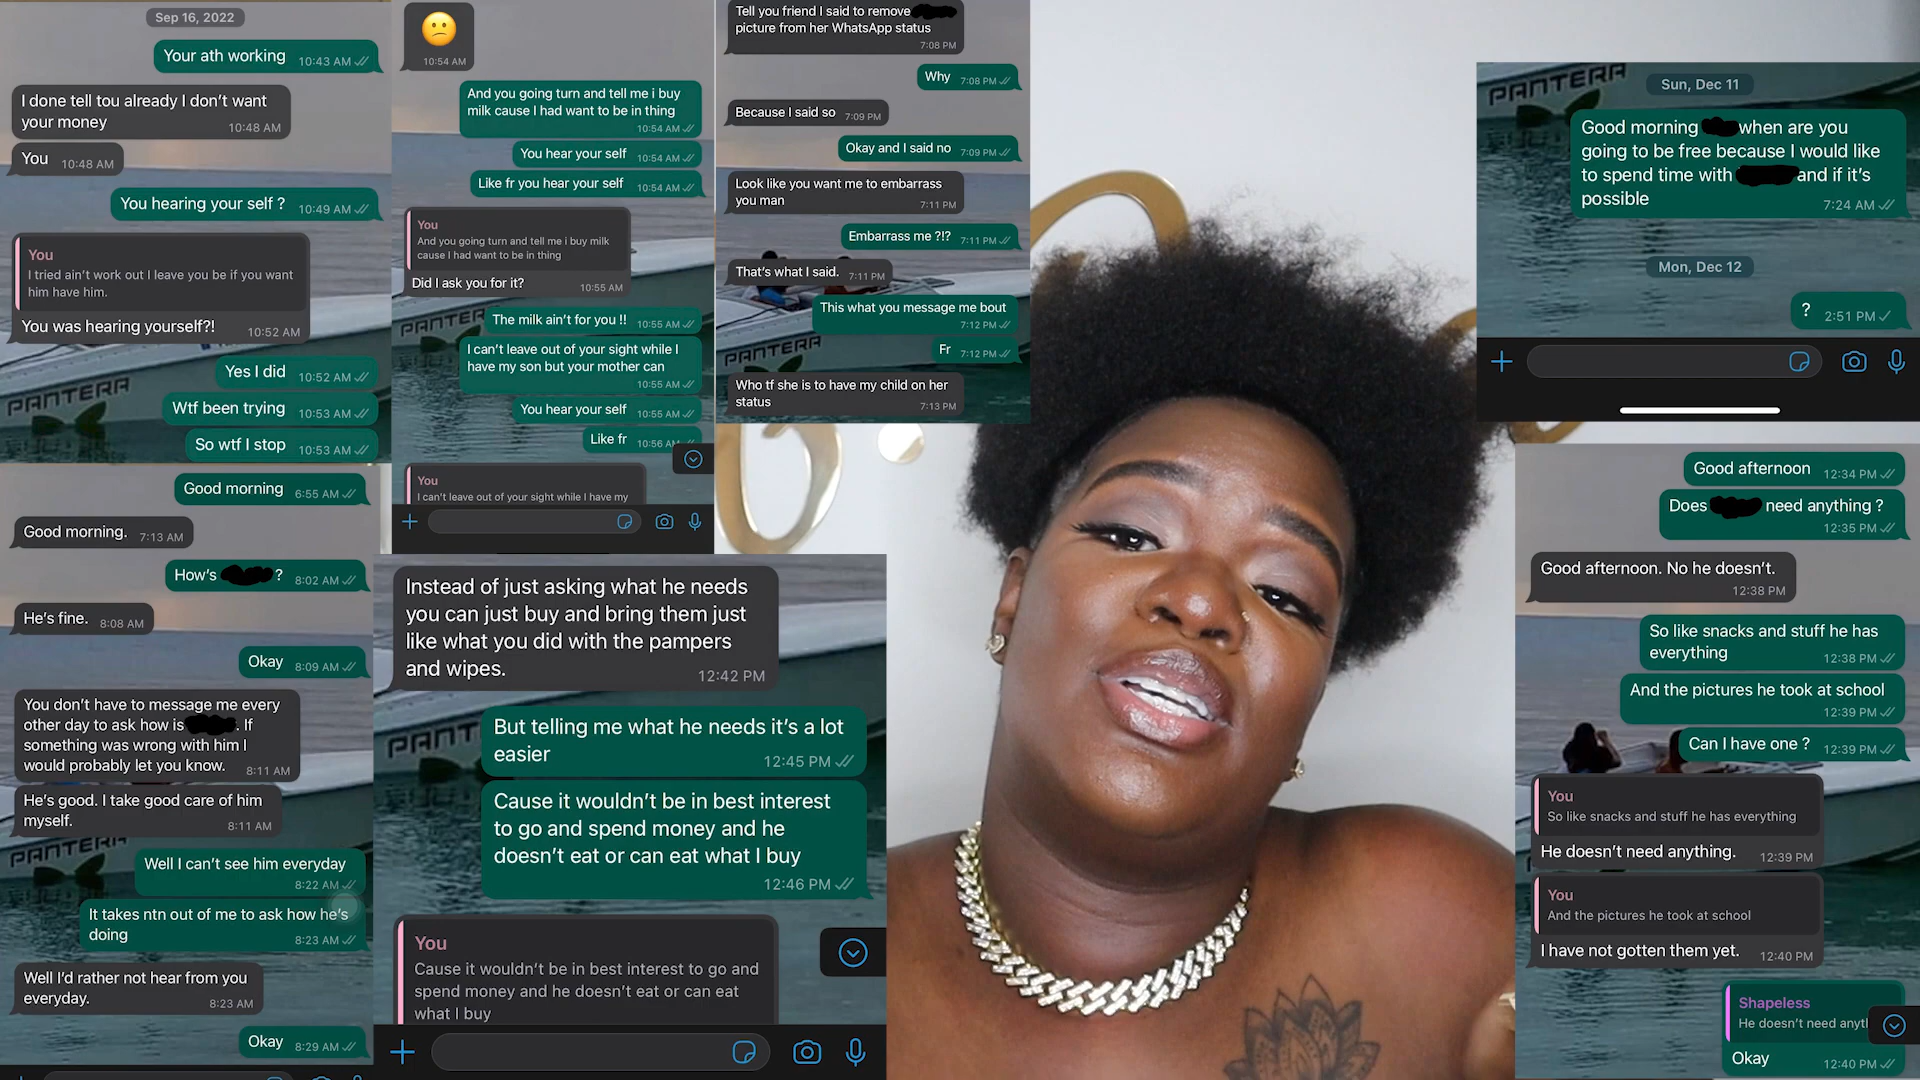 Sep 16, 2022
Your ath working 10:43 AM
I done tell tou already I don't want
your money 10:48 AM
You 10:48 AM
You hearing your self ? 10:49 AM
You
I tried ain't work out I leave you be if you want
him have him.
You was hearing yourself?! 10:52 AM
Yes I did 10:52 AM
Wtf been trying 10:53 AM
So wtf I stop 10:53 AM
PANTERA
10:54 AM
And you going turn and tell me i buy
milk cause I had want to be in thing
10:54 AM
You hear your self 10:54 AM
Like fr you hear your self 10:54 AM
You
And you going turn and tell me i buy milk
cause I had want to be in thing
Did I ask you for it? 10:55 AM
The milk ain't for you !! 10:55 AM
I can't leave out of your sight while I
have my son but your mother can
10:55 AM
You hear your self 10:55 AM
Like fr 10:56 AM
You
I can't leave out of your sight while I have my
PANTERA
Tell you friend I said to remove
picture from her WhatsApp status
7:08 PM
Why 7:08 PM
Because I said so 7:09 PM
Okay and I said no 7:09 PM
Look like you want me to embarrass
you man 7:11 PM
Embarrass me ?!? 7:11 PM
That's what I said. 7:11 PM
This what you message me bout
7:12 PM
Fr 7:12 PM
Who tf she is to have my child on her
status 7:13 PM
PANTERA
PANTERA
Sun, Dec 11
Good morning when are you
going to be free because I would like
to spend time with and if it's
possible 7:24 AM
Mon, Dec 12
? 2:51 PM
Good morning 6:55 AM
Good morning. 7:13 AM
How's ? 8:02 AM
He's fine. 8:08 AM
Okay 8:09 AM
You don't have to message me every
other day to ask how is . If
something was wrong with him I
would probably let you know. 8:11 AM
He's good. I take good care of him
myself. 8:11 AM
PANTERA
Well I can't see him everyday
8:22 AM
It takes ntn out of me to ask how he's
doing 8:23 AM
Well I'd rather not hear from you
everyday. 8:23 AM
Okay 8:29 AM
Instead of just asking what he needs
you can just buy and bring them just
like what you did with the pampers
and wipes. 12:42 PM
But telling me what he needs it's a lot
easier 12:45 PM
Cause it wouldn't be in best interest
to go and spend money and he
doesn't eat or can eat what I buy
12:46 PM
You
Cause it wouldn't be in best interest to go and
spend money and he doesn't eat or can eat
what I buy
Good afternoon 12:34 PM
Does need anything ?
12:35 PM
Good afternoon. No he doesn't.
12:38 PM
So like snacks and stuff he has
everything 12:38 PM
And the pictures he took at school
12:39 PM
Can I have one ? 12:39 PM
You
So like snacks and stuff he has everything
He doesn't need anything. 12:39 PM
You
And the pictures he took at school
I have not gotten them yet. 12:40 PM
Shapeless
He doesn't need anyt
Okay 12:40 PM